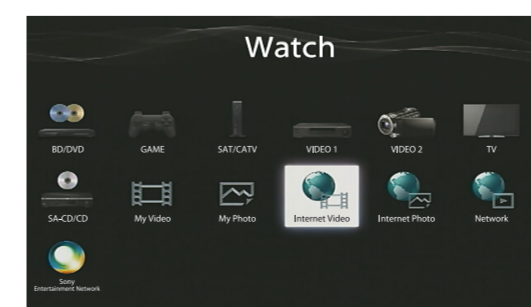 Watch
BD/DVD
GAME
SAT/CATV
VIDEO 1
VIDEO 2
TV
SA-CD/CD
My Video
My Photo
Internet Video
Internet Photo
Network
Sony
Entertainment Network